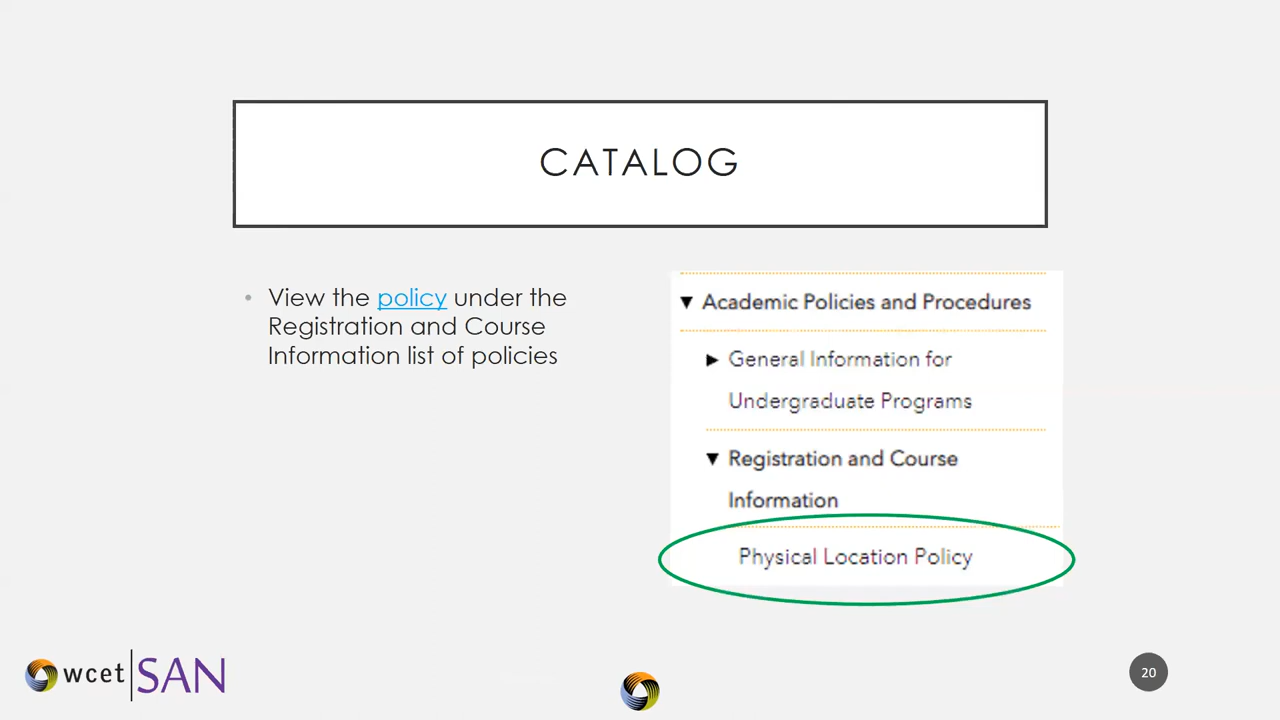 CATALOG
• View the policy under the
Registration and Course
Information list of policies
▼ Academic Policies and Procedures
► General Information for
Undergraduate Programs
▼ Registration and Course
Information
Physical Location Policy
wcet SAN
20